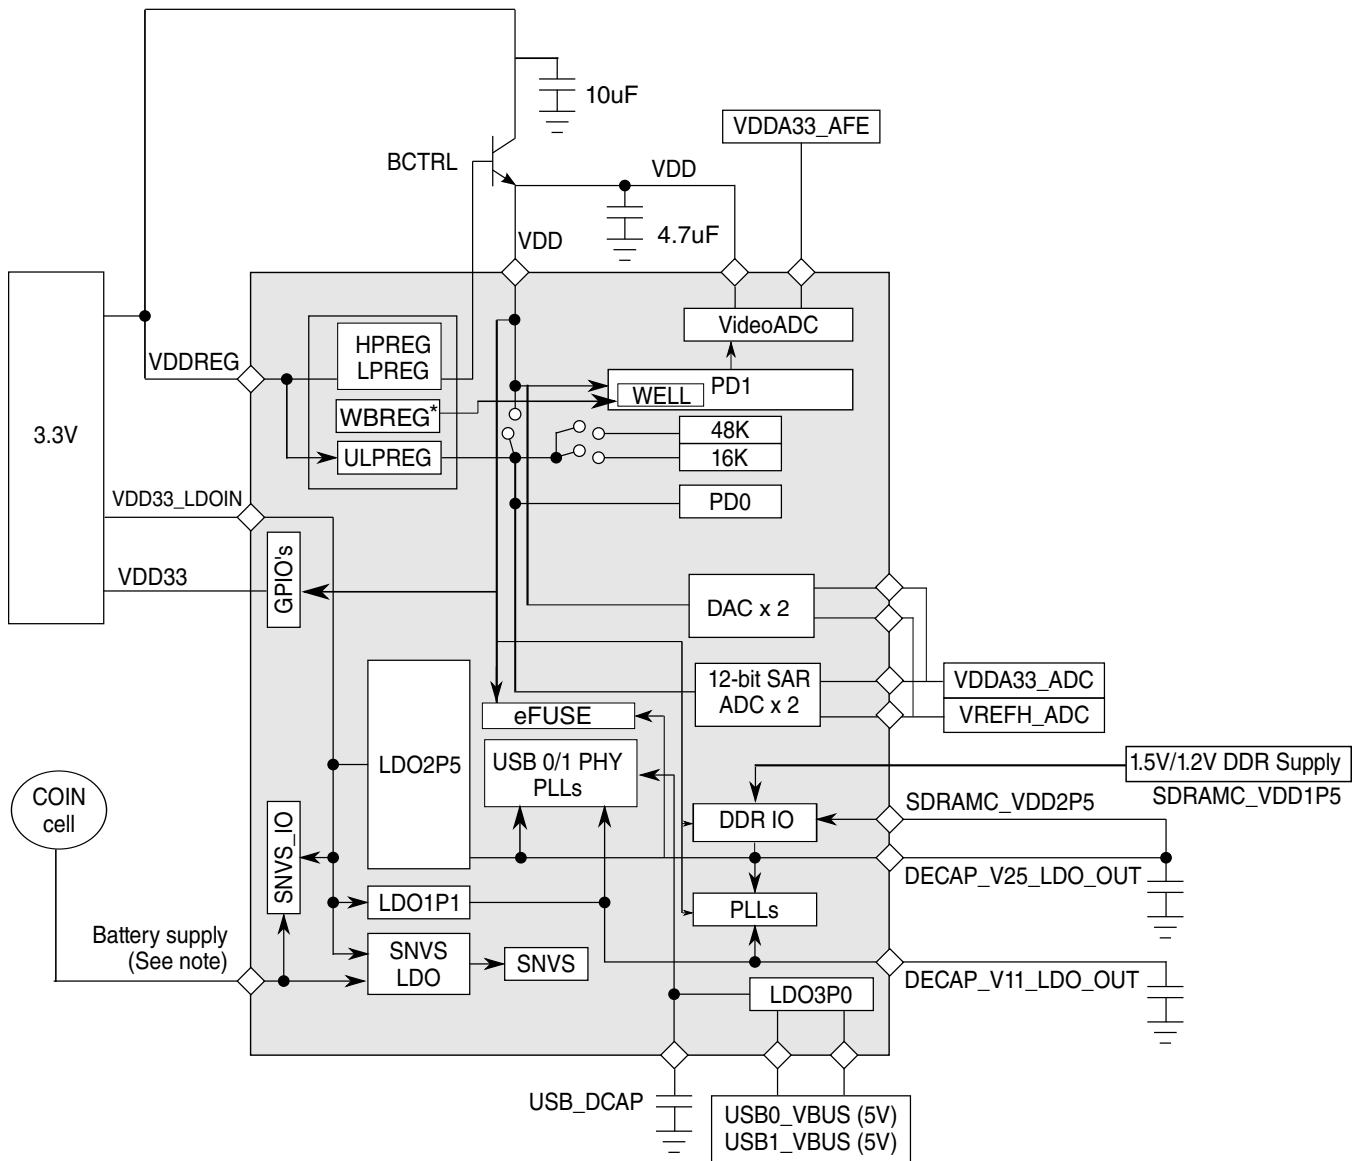 10uF
VDDA33_AFE
BCTRL
VDD
4.7uF
VDD
VideoADC
HPREG
LPREG
VDDREG
PD1
WELL
WBREG*
3.3V
48K
ULPREG
16K
VDD33_LDOIN
PD0
GPIO's
VDD33
DAC x 2
12-bit SAR
ADC x 2
VDDA33_ADC
VREFH_ADC
eFUSE
LDO2P5
USB 0/1 PHY
PLLs
1.5V/1.2V DDR Supply
SDRAMC_VDD1P5
COIN
cell
SDRAMC_VDD2P5
DDR IO
SNVS_IO
DECAP_V25_LDO_OUT
LDO1P1
PLLs
Battery supply
(See note)
SNVS
LDO
SNVS
DECAP_V11_LDO_OUT
LDO3P0
USB_DCAP
USB0_VBUS (5V)
USB1_VBUS (5V)